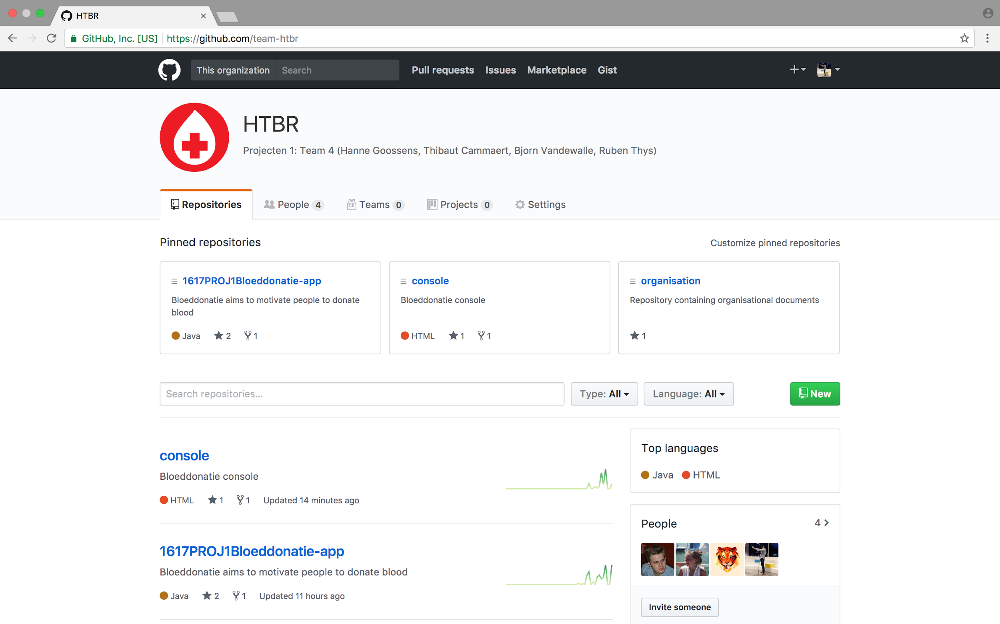 HTBR
GitHub, Inc. [US] https://github.com/team-htbr
This organization Search Pull requests Issues Marketplace Gist
HTBR
Projecten 1: Team 4 (Hanne Goossens, Thibaut Cammaert, Bjorn Vandewalle, Ruben Thys)
Repositories People 4 Teams 0 Projects 0 Settings
Pinned repositories Customize pinned repositories
1617PROJ1Bloeddonatie-app
Bloeddonatie aims to motivate people to donate
blood
Java 2 1
console
Bloeddonatie console
HTML 1 1
organisation
Repository containing organisational documents
1
Search repositories... Type: All Language: All New
console
Bloeddonatie console
HTML 1 1 Updated 14 minutes ago
1617PROJ1Bloeddonatie-app
Bloeddonatie aims to motivate people to donate blood
Java 2 1 Updated 11 hours ago
Top languages
Java HTML
People 4
Invite someone